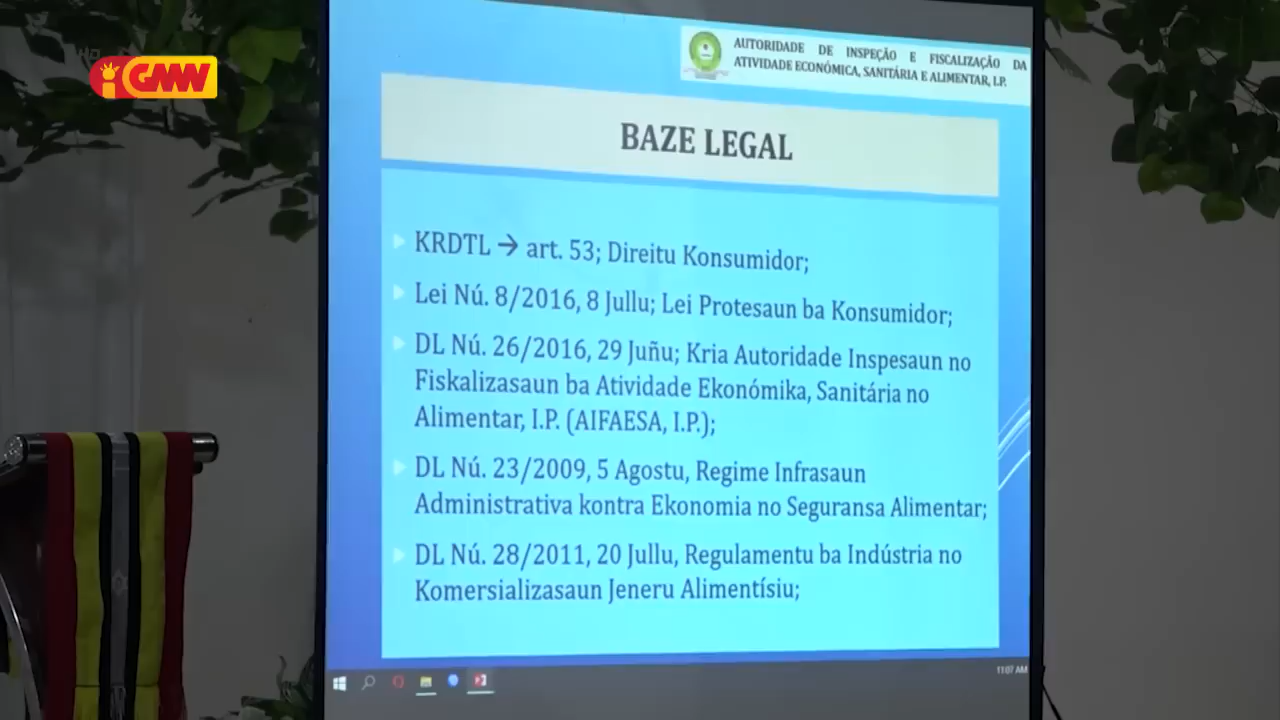 GMN
AUTORIDADE DE INSPEÇÃO E FISCALIZAÇÃO DA
ATIVIDADE ECONÓMICA, SANITÁRIA E ALIMENTAR, I.P.
BAZE LEGAL
KRDTL → art. 53; Direitu Konsumidor;
Lei Nú. 8/2016, 8 Jullu; Lei Protesaun ba Konsumidor;
DL Nú. 26/2016, 29 Juñu; Kria Autoridade Inspesaun no
Fiskalizasaun ba Atividade Ekonómika, Sanitária no
Alimentar, I.P. (AIFAESA, I.P.);
DL Nú. 23/2009, 5 Agostu, Regime Infrasaun
Administrativa kontra Ekonomia no Seguransa Alimentar;
DL Nú. 28/2011, 20 Jullu, Regulamentu ba Indústria no
Komersializasaun Jeneru Alimentísiu;
11:07 AM